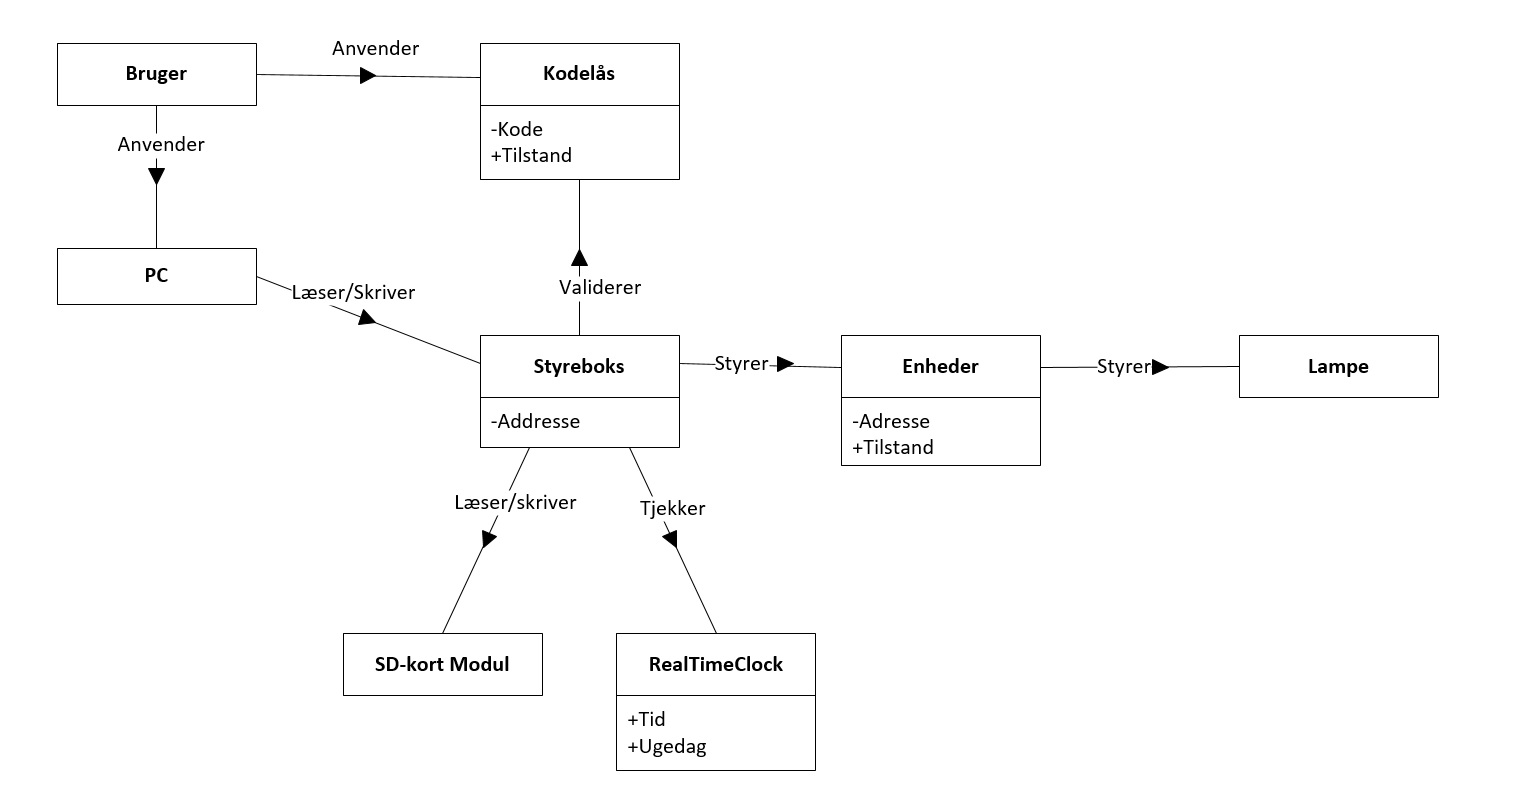 Bruger
Anvender
Kodelås
-Kode
+Tilstand
Anvender
PC
Læser/Skriver
Validerer
Styreboks
-Addresse
Styrer
Enheder
-Adresse
+Tilstand
Styrer
Lampe
Læser/skriver
Tjekker
SD-kort Modul
RealTimeClock
+Tid
+Ugedag